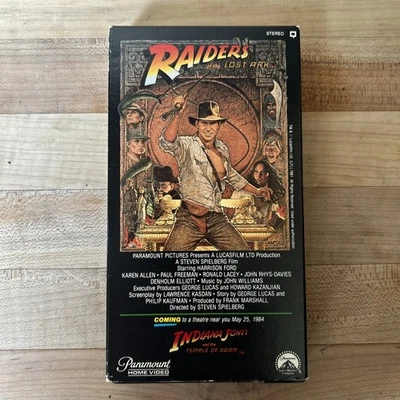 STEREO
RAIDERS
of the LOST ARK
PARAMOUNT PICTURES Presents A LUCASFILM LTD Production
A STEVEN SPIELBERG Film
Starring HARRISON FORD
KAREN ALLEN • PAUL FREEMAN • RONALD LACEY • JOHN RHYS-DAVIES
DENHOLM ELLIOTT • Music by JOHN WILLIAMS
Executive Producers GEORGE LUCAS and HOWARD KAZANJIAN
Screenplay by LAWRENCE KASDAN • Story by GEORGE LUCAS and
PHILIP KAUFMAN • Produced by FRANK MARSHALL
Directed by STEVEN SPIELBERG
COMING to a theatre near you May 25, 1984
INDIANA JONES
and the
TEMPLE OF DOOM
Paramount
HOME VIDEO